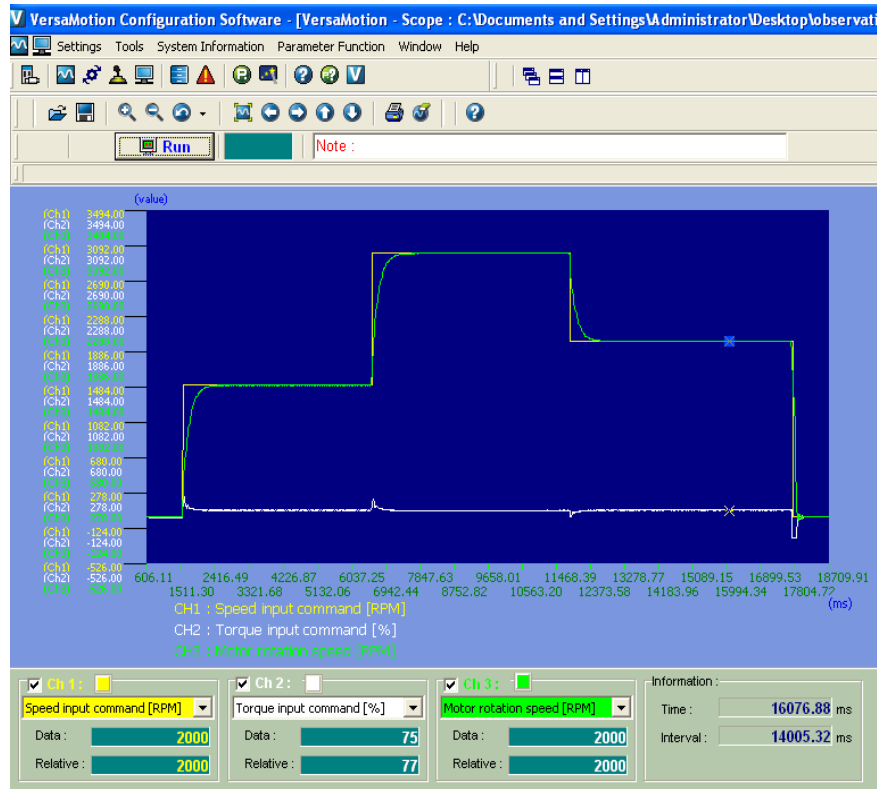 VersaMotion Configuration Software - [VersaMotion - Scope : C:\Documents and Settings\Administrator\Desktop\observati
Settings Tools System Information Parameter Function Window Help
Run
Note :
(value)
(Ch1) 3494.00
(Ch2) 3494.00
(Ch1) 3092.00
(Ch2) 3092.00
(Ch1) 2690.00
(Ch2) 2690.00
(Ch1) 2288.00
(Ch2) 2288.00
(Ch1) 1886.00
(Ch2) 1886.00
(Ch1) 1484.00
(Ch2) 1484.00
(Ch1) 1082.00
(Ch2) 1082.00
(Ch1) 680.00
(Ch2) 680.00
(Ch1) 278.00
(Ch2) 278.00
(Ch1) -124.00
(Ch2) -124.00
(Ch1) -526.00
(Ch2) -526.00
606.11 2416.49 4226.87 6037.25 7847.63 9658.01 11468.39 13278.77 15089.15 16899.53 18709.91
1511.30 3321.68 5132.06 6942.44 8752.82 10563.20 12373.58 14183.96 15994.34 17804.72
(ms)
CH1 : Speed input command [RPM]
CH2 : Torque input command [%]
CH3 : Motor rotation speed [RPM]
Ch 1 : Ch 2 : Ch 3 : Information :
Speed input command [RPM] Torque input command [%] Motor rotation speed [RPM] Time : 16076.88 ms
Data : 2000 Data : 75 Data : 2000 Interval : 14005.32 ms
Relative : 2000 Relative : 77 Relative : 2000